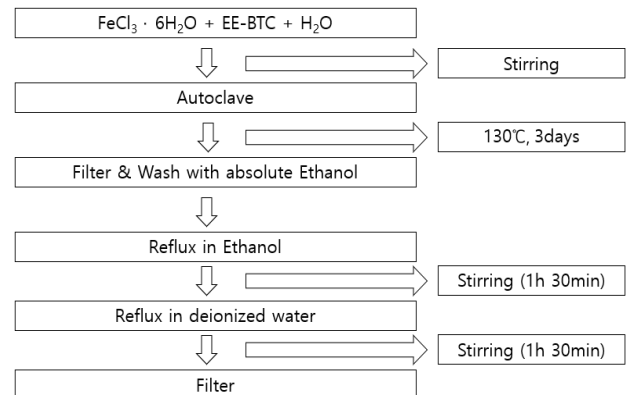 FeCl₃ · 6H₂O + EE-BTC + H₂O
Stirring
Autoclave
130℃, 3days
Filter & Wash with absolute Ethanol
Reflux in Ethanol
Stirring (1h 30min)
Reflux in deionized water
Stirring (1h 30min)
Filter